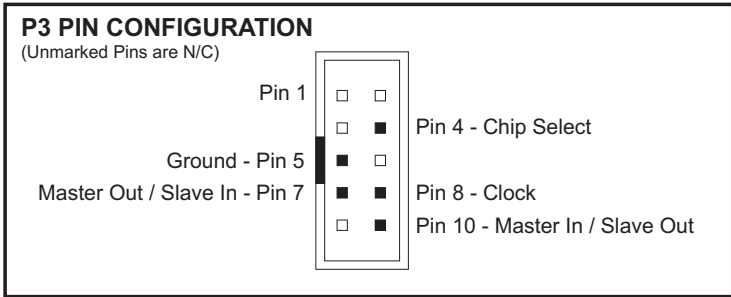 P3 PIN CONFIGURATION
(Unmarked Pins are N/C)
Pin 1
Pin 4 - Chip Select
Ground - Pin 5
Master Out / Slave In - Pin 7
Pin 8 - Clock
Pin 10 - Master In / Slave Out